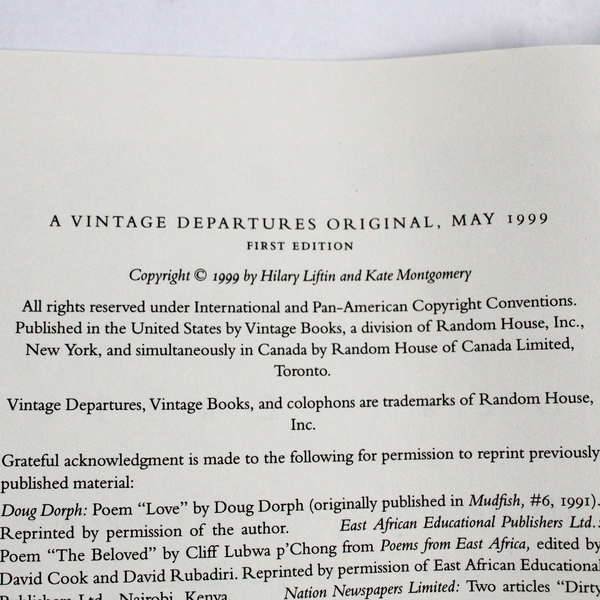 A VINTAGE DEPARTURES ORIGINAL, MAY 1999
FIRST EDITION
Copyright © 1999 by Hilary Liftin and Kate Montgomery
All rights reserved under International and Pan-American Copyright Conventions.
Published in the United States by Vintage Books, a division of Random House, Inc.,
New York, and simultaneously in Canada by Random House of Canada Limited,
Toronto.
Vintage Departures, Vintage Books, and colophons are trademarks of Random House,
Inc.
Grateful acknowledgment is made to the following for permission to reprint previously
published material:
Doug Dorph: Poem “Love” by Doug Dorph (originally published in Mudfish, #6, 1991).
Reprinted by permission of the author. East African Educational Publishers Ltd.:
Poem “The Beloved” by Cliff Lubwa p'Chong from Poems from East Africa, edited by
David Cook and David Rubadiri. Reprinted by permission of East African Educational
Publishers Ltd., Nairobi, Kenya. Nation Newspapers Limited: Two articles “Dirty